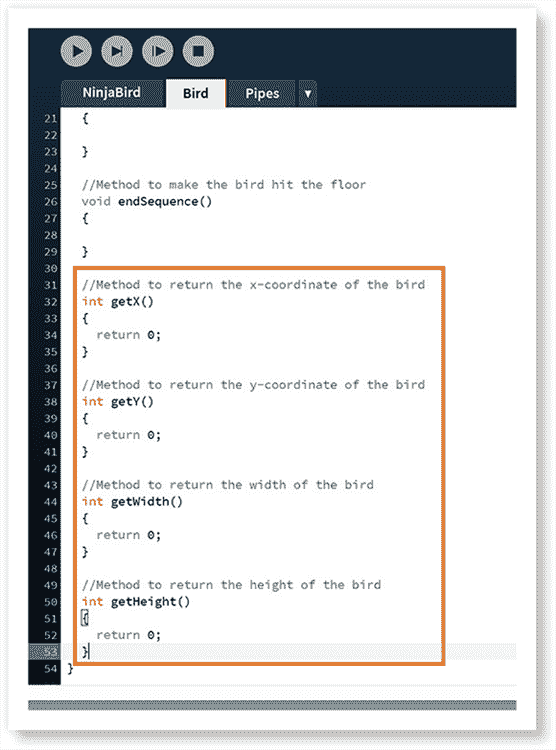 NinjaBird Bird Pipes ▼
21 {
22
23 }
24
25 //Method to make the bird hit the floor
26 void endSequence()
27 {
28
29 }
30
31 //Method to return the x-coordinate of the bird
32 int getX()
33 {
34 return 0;
35 }
36
37 //Method to return the y-coordinate of the bird
38 int getY()
39 {
40 return 0;
41 }
42
43 //Method to return the width of the bird
44 int getWidth()
45 {
46 return 0;
47 }
48
49 //Method to return the height of the bird
50 int getHeight()
51 {
52 return 0;
53 }
54 }